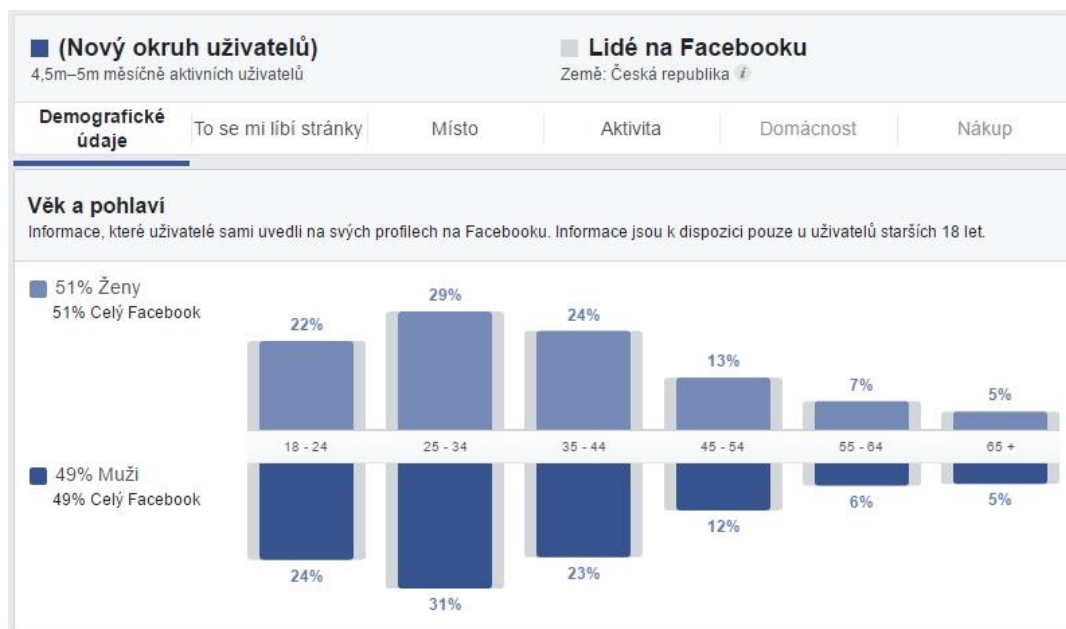 (Nový okruh uživatelů)
4,5m–5m měsíčně aktivních uživatelů
Lidé na Facebooku
Země: Česká republika i
Demografické
údaje
To se mi líbí stránky
Místo
Aktivita
Domácnost
Nákup
Věk a pohlaví
Informace, které uživatelé sami uvedli na svých profilech na Facebooku. Informace jsou k dispozici pouze u uživatelů starších 18 let.
51% Ženy
51% Celý Facebook
22%
29%
24%
13%
7%
5%
18 - 24
25 - 34
35 - 44
45 - 54
55 - 64
65 +
49% Muži
49% Celý Facebook
24%
31%
23%
12%
6%
5%